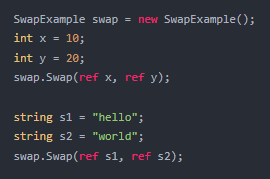 SwapExample swap = new SwapExample();
int x = 10;
int y = 20;
swap.Swap(ref x, ref y);
string s1 = "hello";
string s2 = "world";
swap.Swap(ref s1, ref s2);